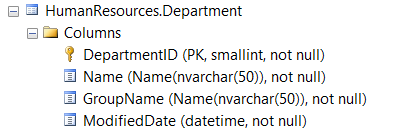 HumanResources.Department
Columns
DepartmentID (PK, smallint, not null)
Name (Name(nvarchar(50)), not null)
GroupName (Name(nvarchar(50)), not null)
ModifiedDate (datetime, not null)